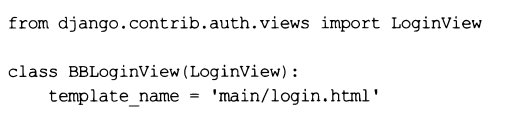 from django.contrib.auth.views import LoginView
class BBLoginView(LoginView):
    template_name = 'main/login.html'